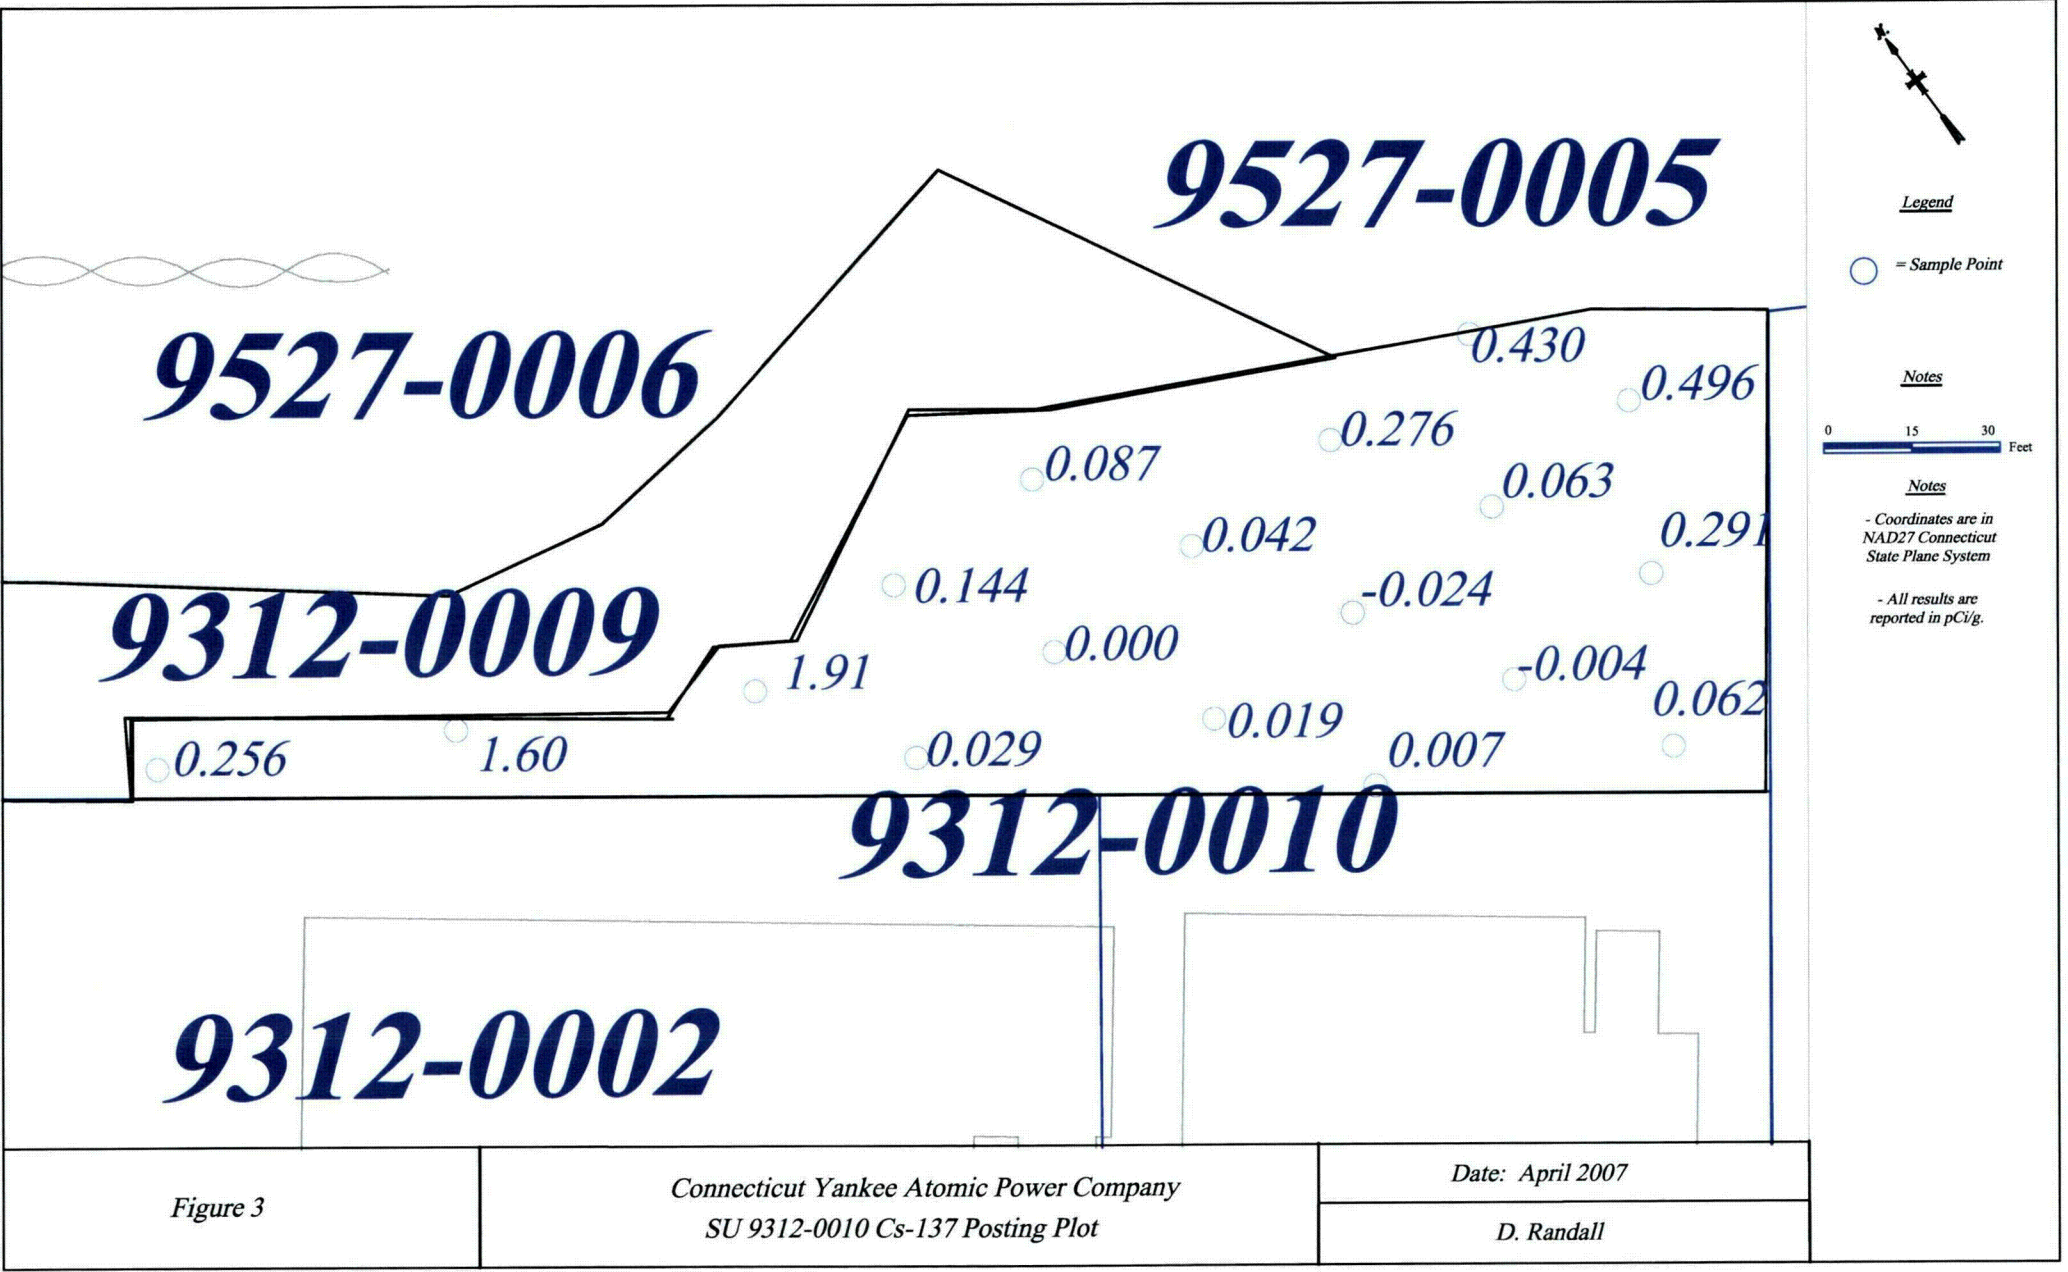 9527-0005
9527-0006
0.430
0.496
0.276
0.087
0.063
0.042
0.291
0.144
-0.024
9312-0009
0.000
1.91
-0.004
0.062
0.019
0.256
1.60
0.029
0.007
9312-0010
9312-0002
Legend
= Sample Point
Notes
0 15 30
Feet
Notes
- Coordinates are in
NAD27 Connecticut
State Plane System
- All results are
reported in pCi/g.
Figure 3
Connecticut Yankee Atomic Power Company
SU 9312-0010 Cs-137 Posting Plot
Date: April 2007
D. Randall